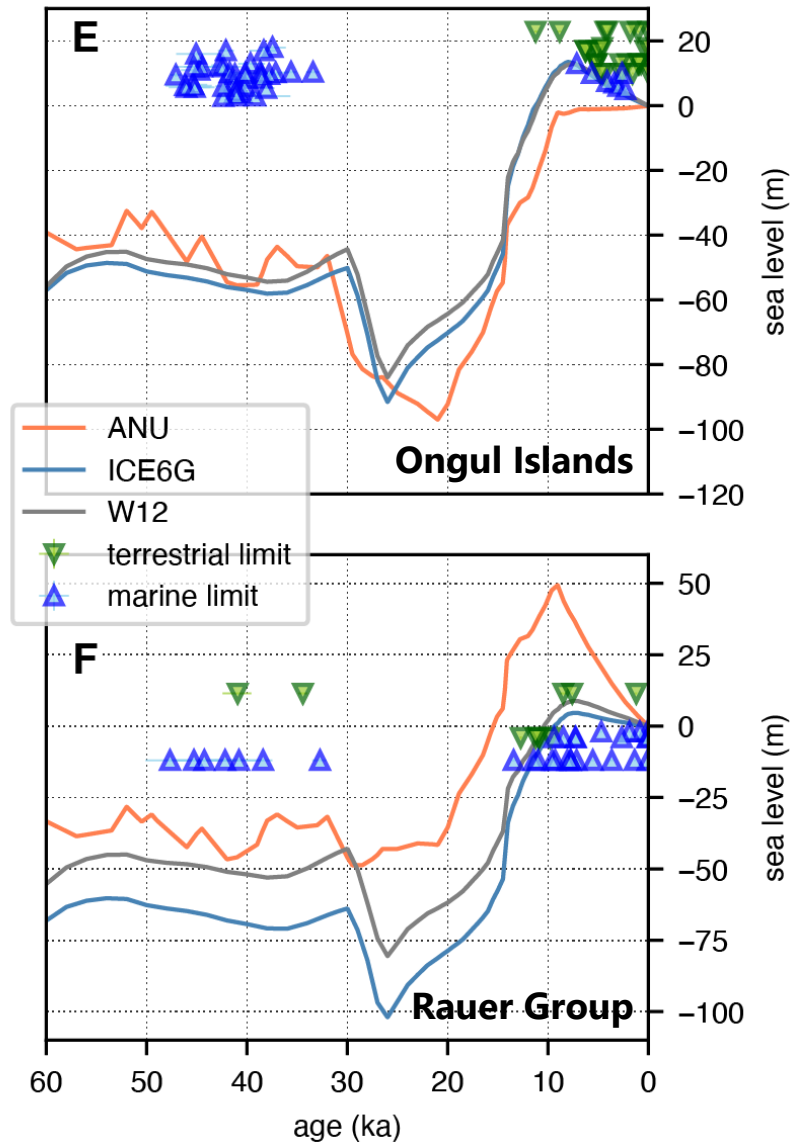 E
20
0
−20
−40
−60
−80
−100
−120
sea level (m)
Ongul Islands
ANU
ICE6G
W12
terrestrial limit
marine limit
F
50
25
0
−25
−50
−75
−100
sea level (m)
Rauer Group
60 50 40 30 20 10 0
age (ka)